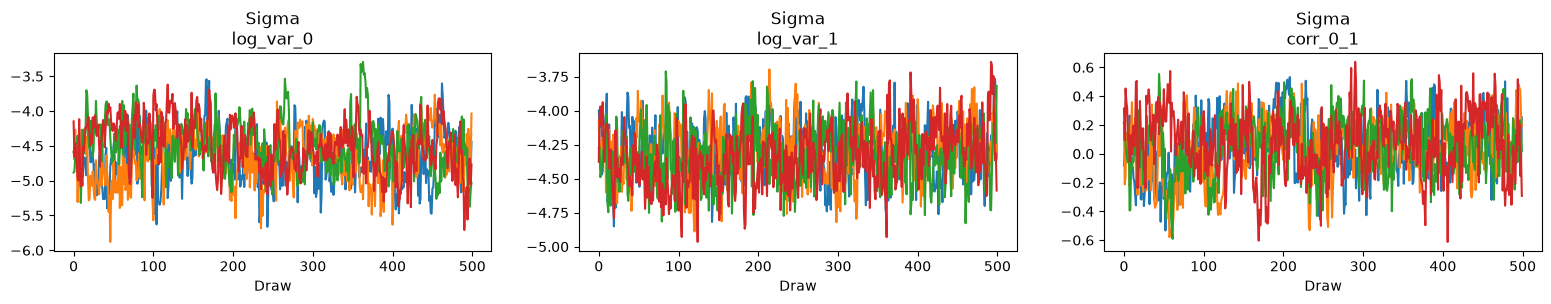 Sigma
log_var_0
−3.5
−4.0
−4.5
−5.0
−5.5
−6.0
0 100 200 300 400 500
Draw
Sigma
log_var_1
−3.75
−4.00
−4.25
−4.50
−4.75
−5.00
0 100 200 300 400 500
Draw
Sigma
corr_0_1
0.6
0.4
0.2
0.0
−0.2
−0.4
−0.6
0 100 200 300 400 500
Draw